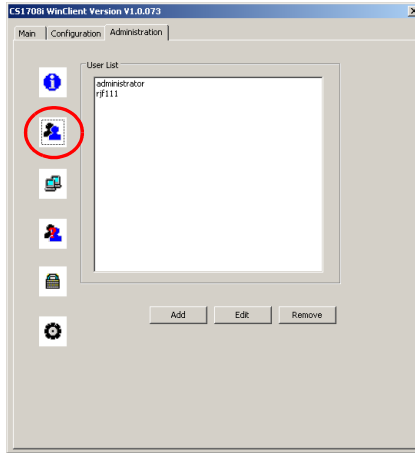 CS1708i WinClient Version V1.0.073
Main Configuration Administration
User List
administrator
rjf111
Add Edit Remove